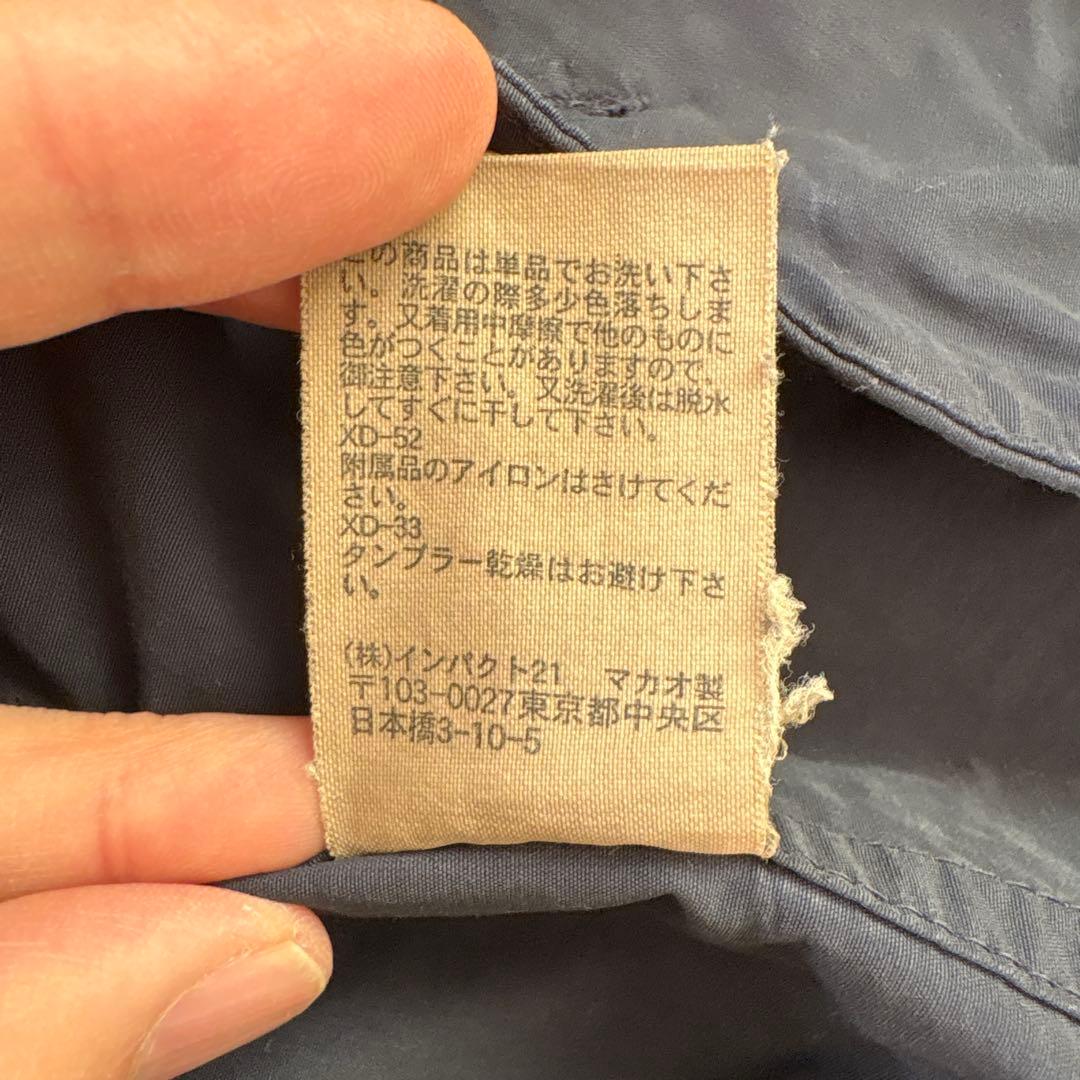 この商品は単品でお洗い下さ
い。洗濯の際多少色落ちしま
す。又着用中摩擦で他のものに
色がつくことがありますので、
御注意下さい。又洗濯後は脱水
してすぐに干して下さい。
XD-52
附属品のアイロンはさけてくだ
さい。
XD-33
タンブラー乾燥はお避け下さ
い。
(株)インパクト21 マカオ製
〒103-0027東京都中央区
日本橋3-10-5